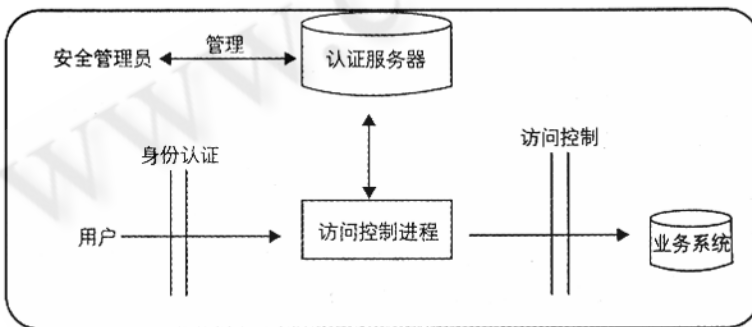 安全管理员
管理
认证服务器
身份认证
访问控制
用户
访问控制进程
业务系统